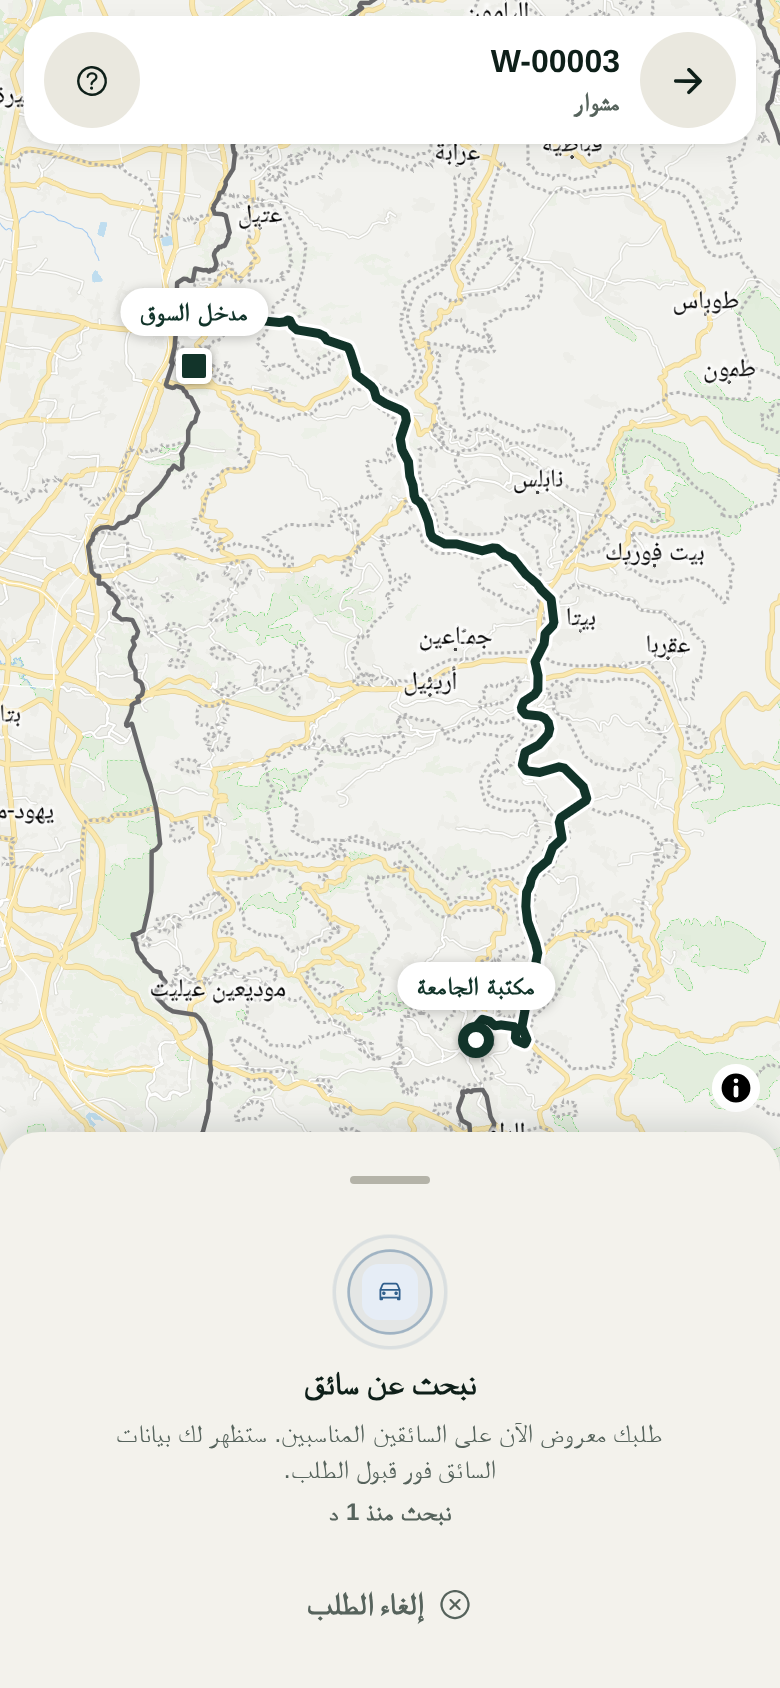 W-00003
مشوار
عرابة
عتيل
مدخل السوق
طوباس
طمون
نابلس
بيت فوريك
بيتا
جمّاعين
عقربا
أريئيل
مكتبة الجامعة
موديعين عيليت
نبحث عن سائق
طلبك معروض الآن على السائقين المناسبين. ستظهر لك بيانات
السائق فور قبول الطلب.
نبحث منذ 1 د
إلغاء الطلب